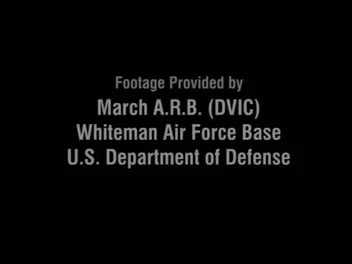 Footage Provided by
March A.R.B. (DVIC)
Whiteman Air Force Base
U.S. Department of Defense